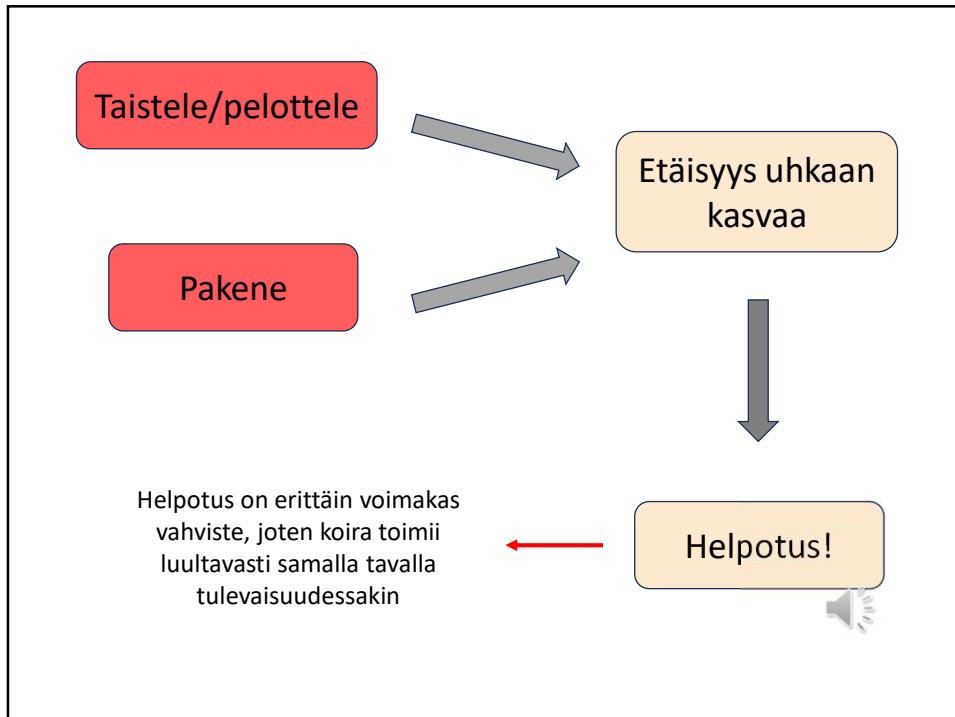 Taistele/pelottele
Etäisyys uhkaan
kasvaa
Pakene
Helpotus on erittäin voimakas
vahviste, joten koira toimii
luultavasti samalla tavalla
tulevaisuudessakin
Helpotus!